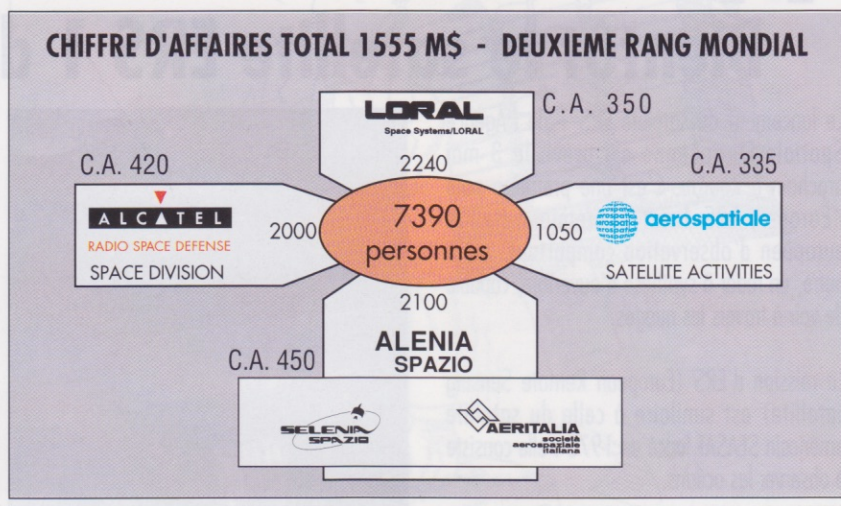 CHIFFRE D'AFFAIRES TOTAL 1555 M$ - DEUXIEME RANG MONDIAL
LORAL
Space Systems/LORAL
C.A. 350
2240
C.A. 420
ALCATEL
RADIO SPACE DEFENSE
SPACE DIVISION
2000
7390
personnes
1050
C.A. 335
aerospatiale
SATELLITE ACTIVITIES
2100
ALENIA
SPAZIO
C.A. 450
SELENIA
SPAZIO
AERITALIA
società
aerospaziale
italiana